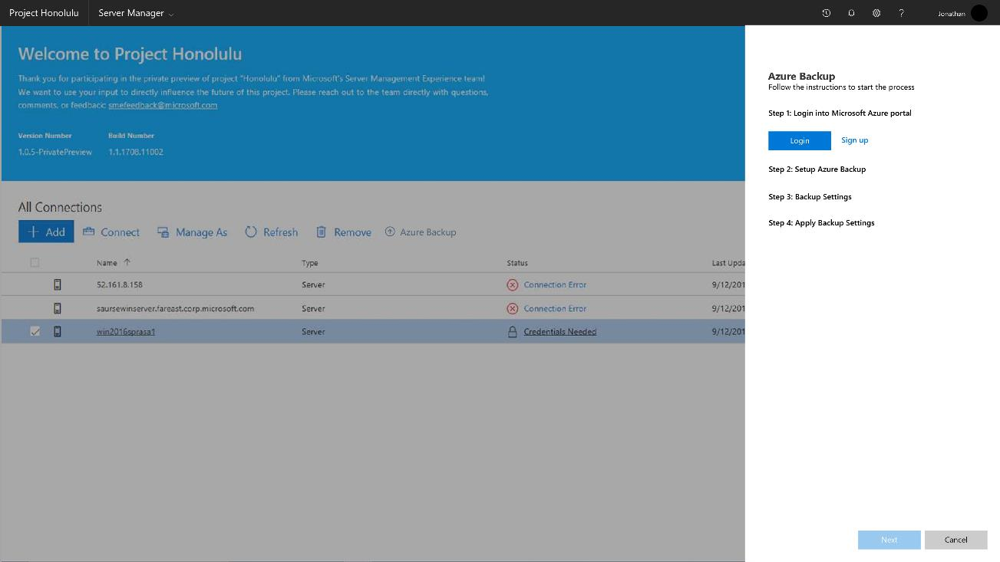 Project Honolulu
Server Manager
?
Jonathan
Welcome to Project Honolulu
Thank you for participating in the private preview of project "Honolulu" from Microsoft's Server Management Experience team!
We want to use your input to directly influence the future of this project. Please reach out to the team directly with questions,
comments, or feedback: smefeedback@microsoft.com
Version Number Build Number
1.0.5-PrivatePreview 1.1.1708.11002
All Connections
Add Connect Manage As Refresh Remove Azure Backup
Name Type Status Last Upda
52.161.8.158 Server Connection Error 9/12/201
saursewinserver.fareast.corp.microsoft.com Server Connection Error 9/12/201
win2016sprasa1 Server Credentials Needed 9/12/201
Azure Backup
Follow the instructions to start the process
Step 1: Login into Microsoft Azure portal
Login Sign up
Step 2: Setup Azure Backup
Step 3: Backup Settings
Step 4: Apply Backup Settings
Next Cancel